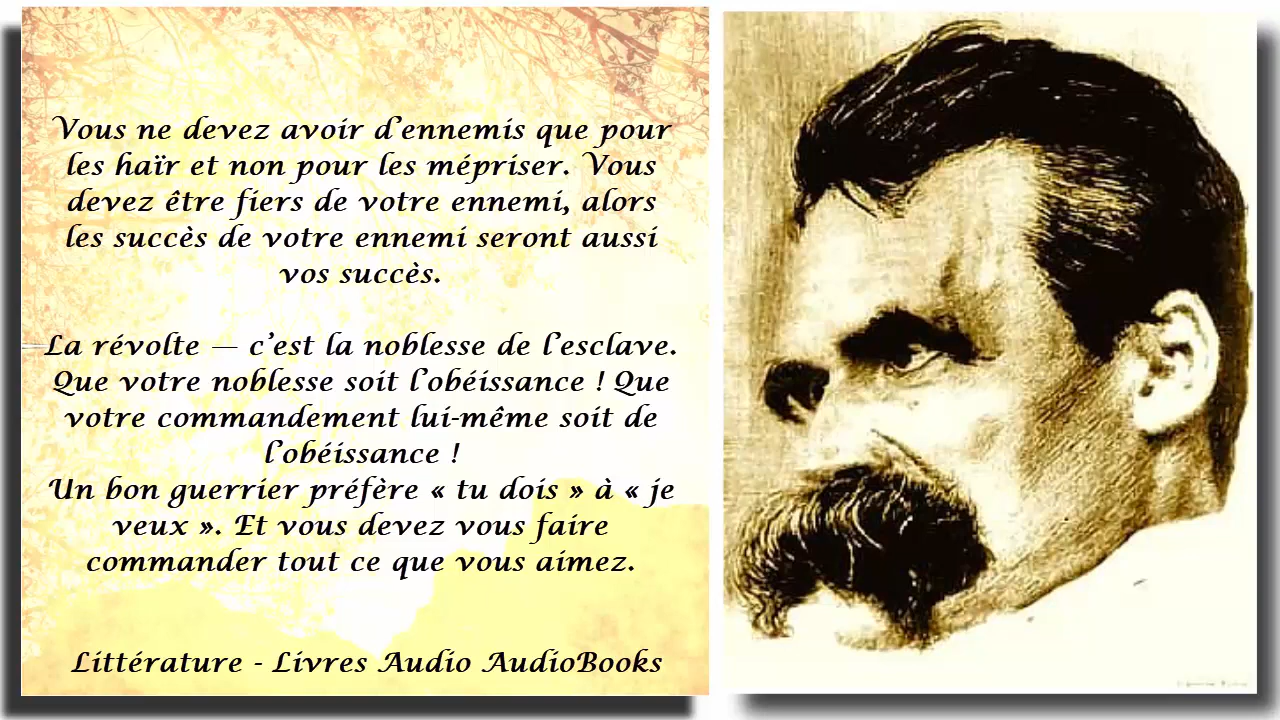 Vous ne devez avoir d'ennemis que pour
les haïr et non pour les mépriser. Vous
devez être fiers de votre ennemi, alors
les succès de votre ennemi seront aussi
vos succès.
La révolte — c'est la noblesse de l'esclave.
Que votre noblesse soit l'obéissance ! Que
votre commandement lui-même soit de
l'obéissance !
Un bon guerrier préfère « tu dois » à « je
veux ». Et vous devez vous faire
commander tout ce que vous aimez.
Littérature - Livres Audio AudioBooks